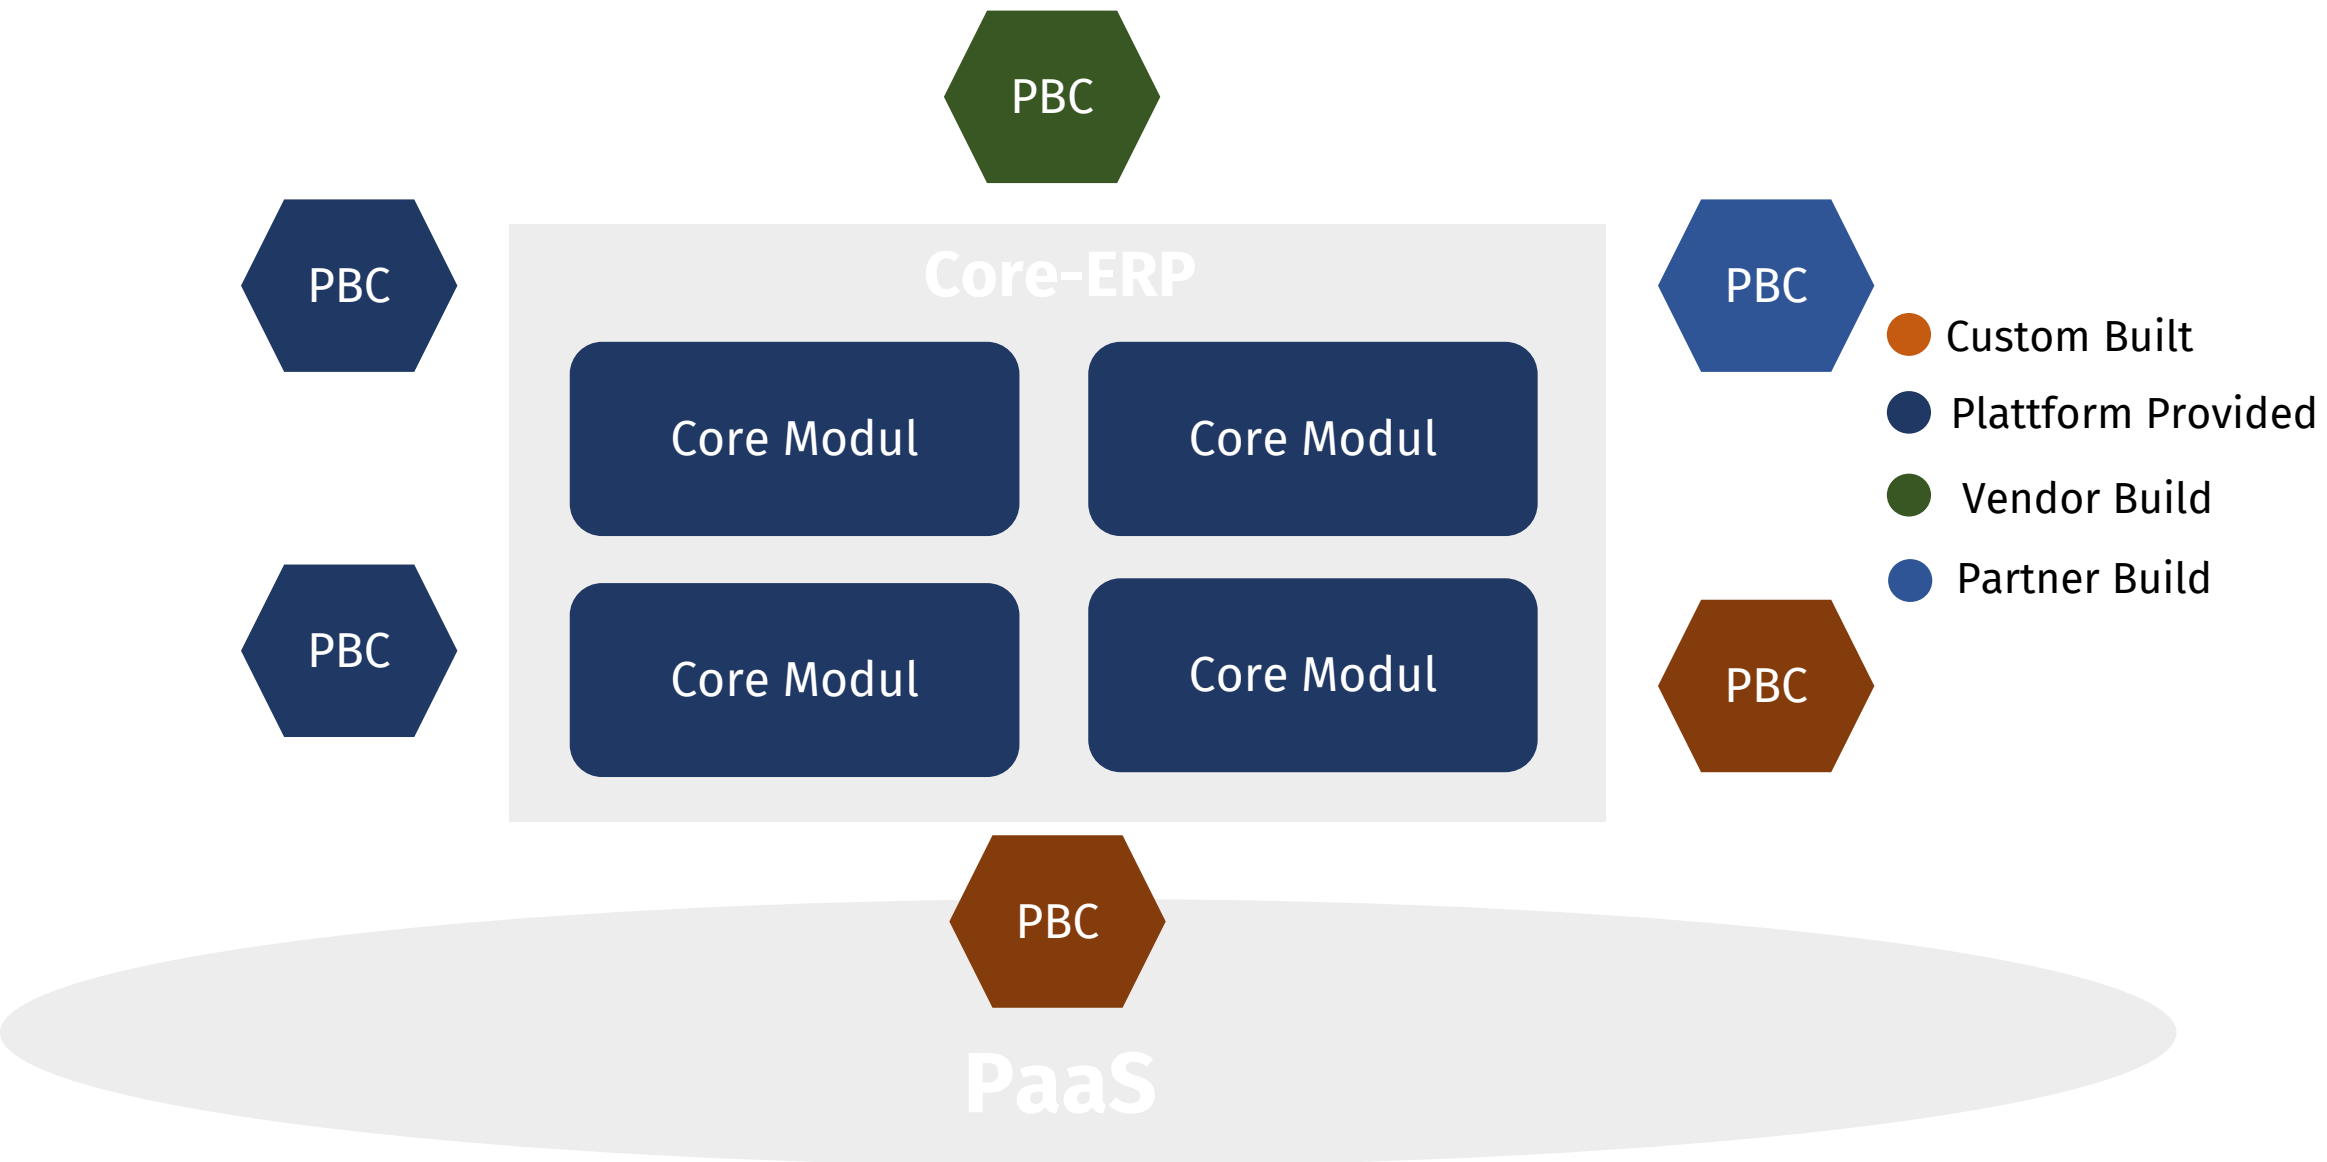 PBC
PBC
PBC
Core-ERP
Custom Built
Plattform Provided
Core Modul
Core Modul
Vendor Build
Partner Build
PBC
Core Modul
Core Modul
PBC
PBC
PaaS